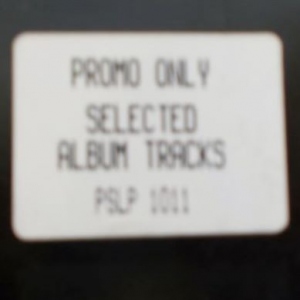 PROMO ONLY
SELECTED
ALBUM TRACKS
PSLP 1011